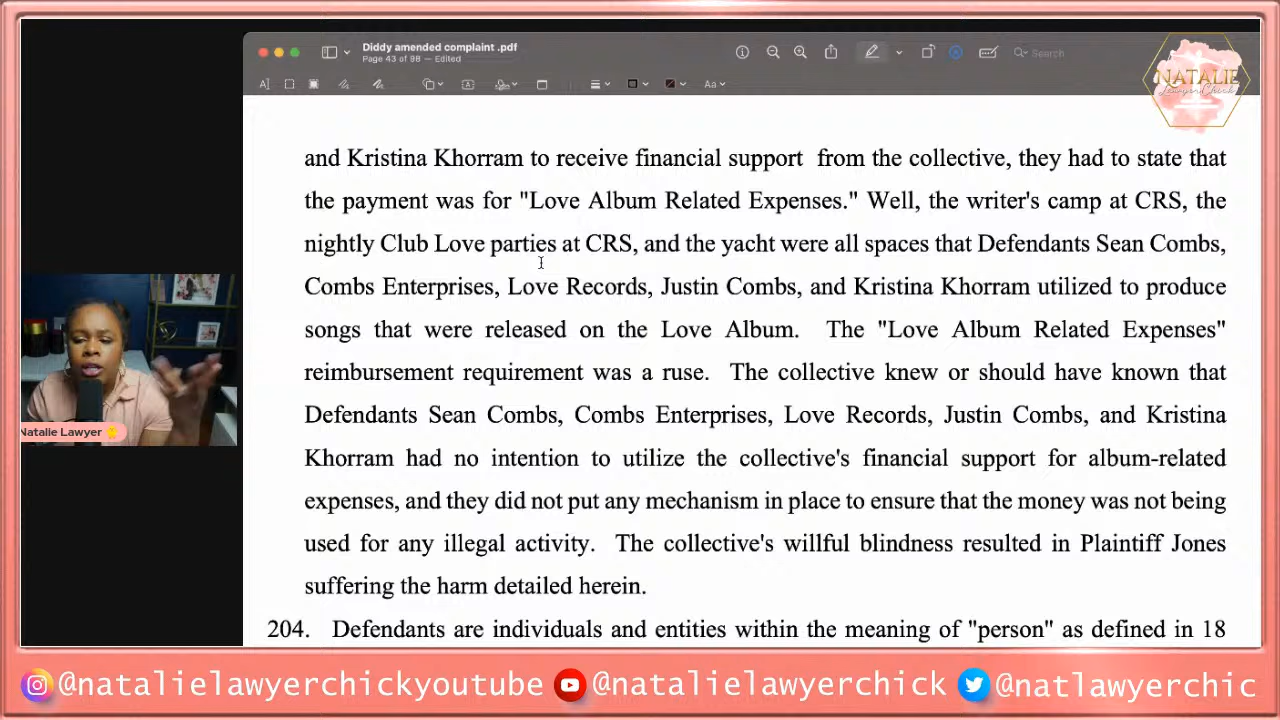 Diddy amended complaint .pdf
Page 43 of 98 — Edited
Search
NATALIE
LawyerChick
and Kristina Khorram to receive financial support from the collective, they had to state that
the payment was for "Love Album Related Expenses." Well, the writer's camp at CRS, the
nightly Club Love parties at CRS, and the yacht were all spaces that Defendants Sean Combs,
Combs Enterprises, Love Records, Justin Combs, and Kristina Khorram utilized to produce
songs that were released on the Love Album. The "Love Album Related Expenses"
reimbursement requirement was a ruse. The collective knew or should have known that
Defendants Sean Combs, Combs Enterprises, Love Records, Justin Combs, and Kristina
Khorram had no intention to utilize the collective's financial support for album-related
expenses, and they did not put any mechanism in place to ensure that the money was not being
used for any illegal activity. The collective's willful blindness resulted in Plaintiff Jones
suffering the harm detailed herein.
204. Defendants are individuals and entities within the meaning of "person" as defined in 18
Natalie Lawyer
@natalielawyerchickyoutube @natalielawyerchick @natlawyerchic